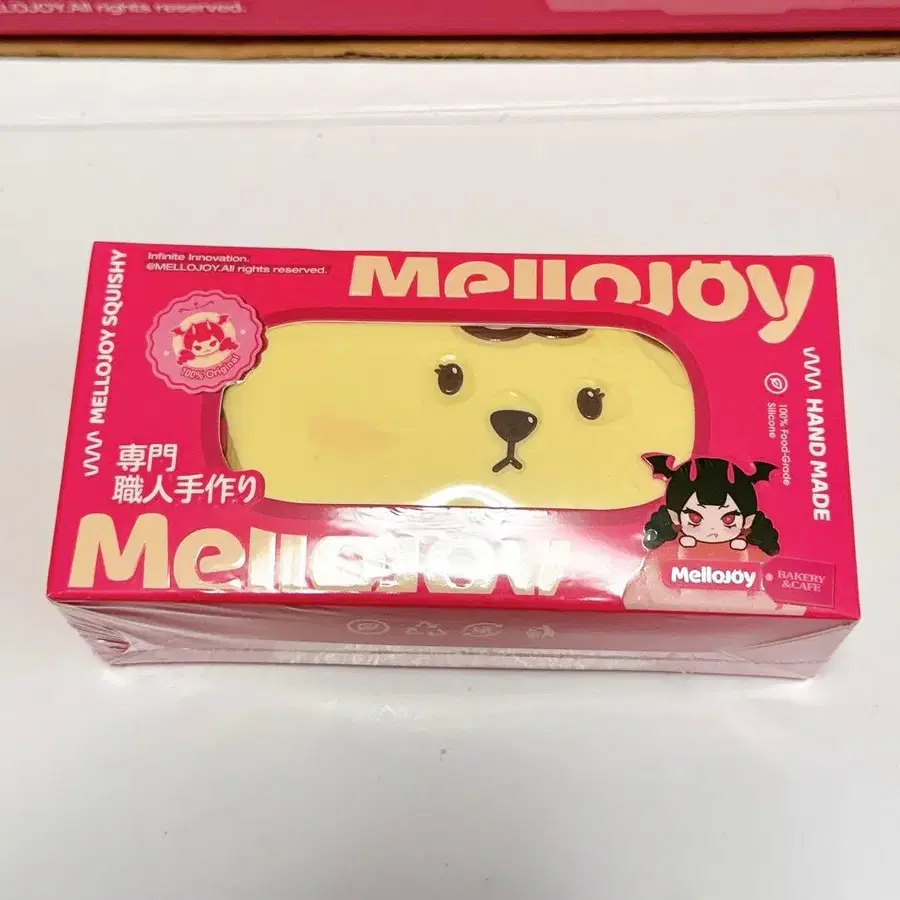 LLOJOY.All rights reserved.
Infinite Innovation.
@MELLOJOY.All rights reserved.
MelloJoy
MELLOJOY SQUISHY
100% Original
HAND MADE
100% Food-Grade
Silicone
専門
職人手作り
MelloJoy
MelloJoy
BAKERY
&CAFE